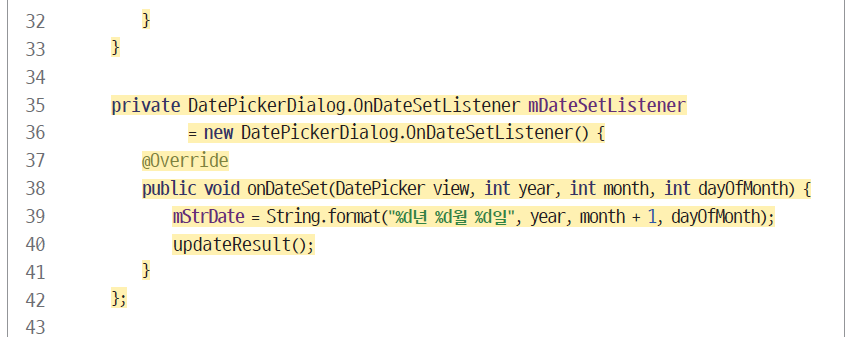 32 }
33 }
34
35 private DatePickerDialog.OnDateSetListener mDateSetListener
36 = new DatePickerDialog.OnDateSetListener() {
37 @Override
38 public void onDateSet(DatePicker view, int year, int month, int dayOfMonth) {
39 mStrDate = String.format("%d년 %d월 %d일", year, month + 1, dayOfMonth);
40 updateResult();
41 }
42 };
43